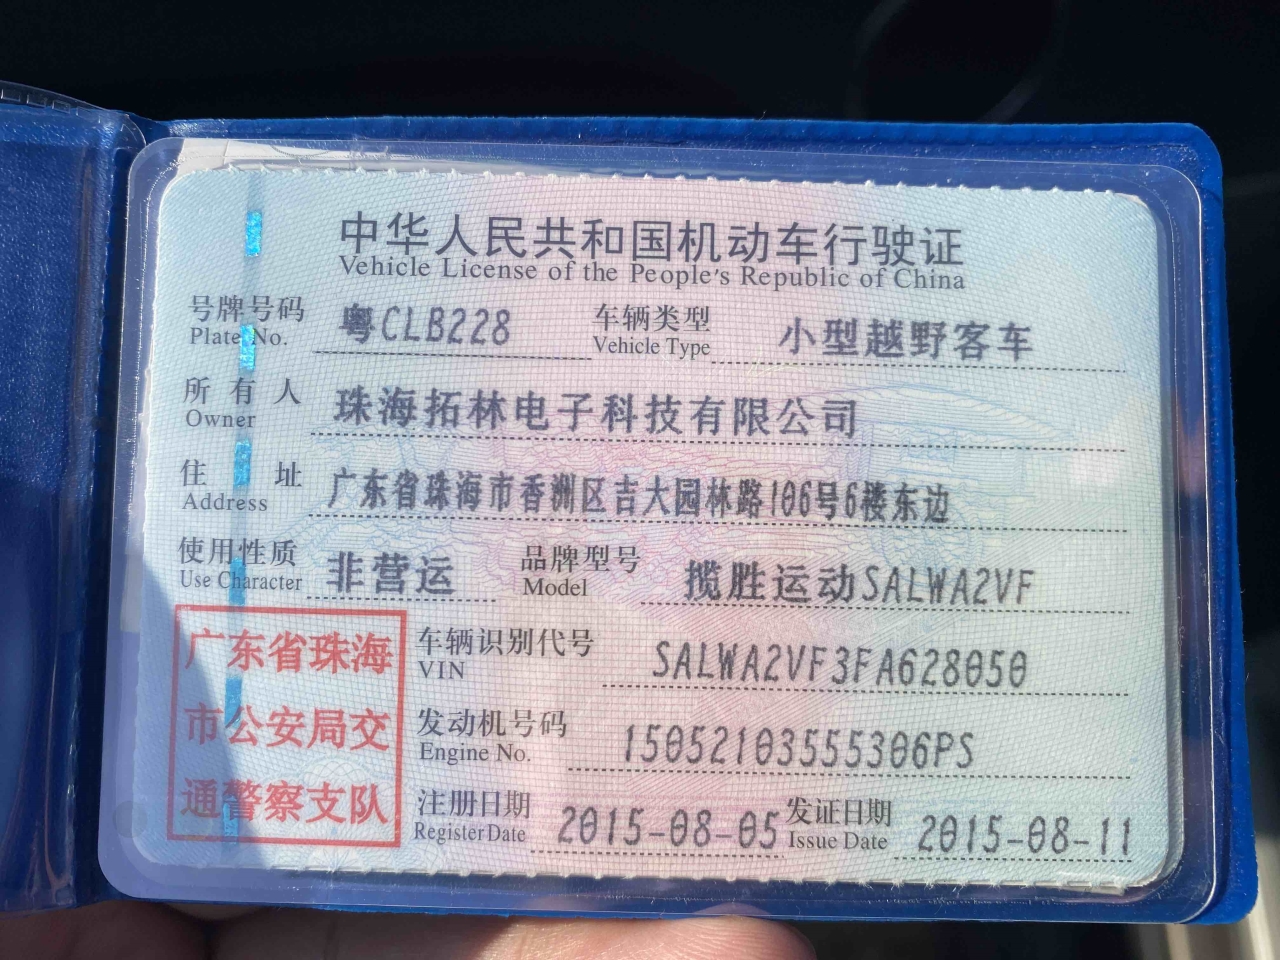 中华人民共和国机动车行驶证
Vehicle License of the People's Republic of China
号牌号码 粤CLB228 车辆类型 小型越野客车
Plate No. Vehicle Type
所有人 珠海拓林电子科技有限公司
Owner
住址 广东省珠海市香洲区吉大园林路106号6楼东边
Address
使用性质 非营运 品牌型号 揽胜运动SALWA2VF
Use Character Model
广东省珠海
市公安局交
通警察支队
车辆识别代号 SALWA2VF3FA628050
VIN
发动机号码 15052103555306PS
Engine No.
注册日期 2015-08-05 发证日期 2015-08-11
Register Date Issue Date